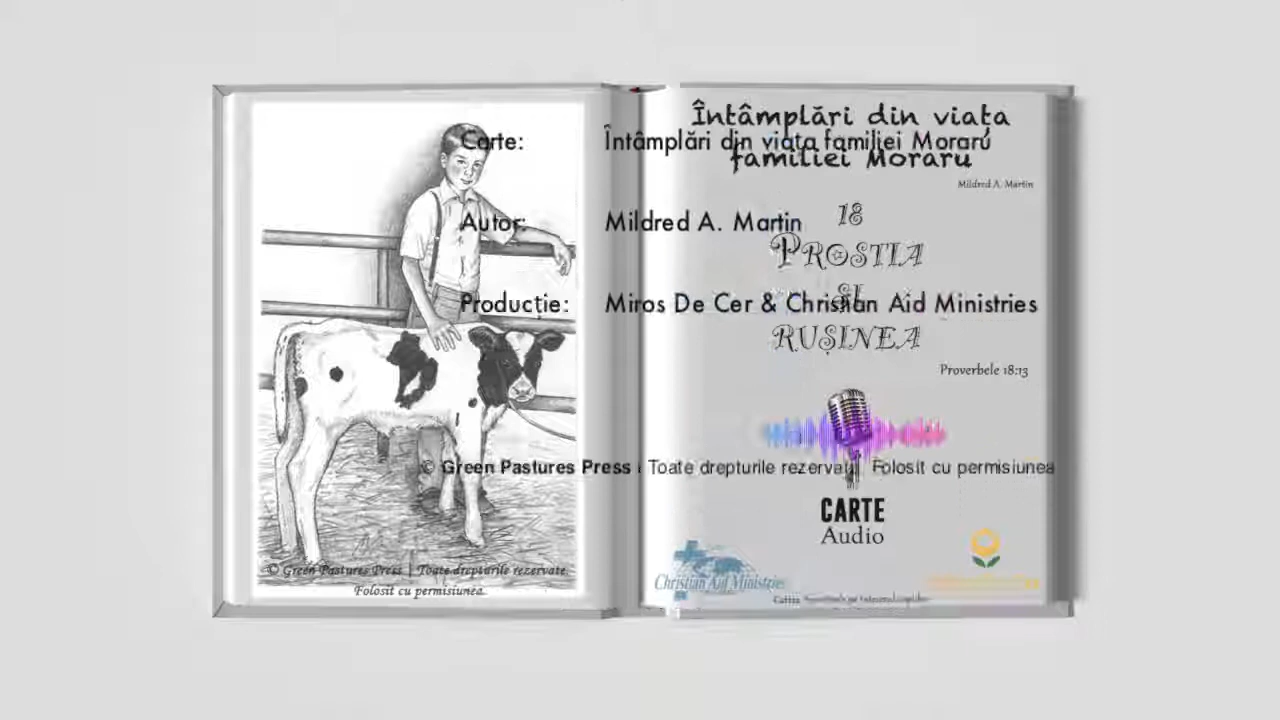 Întâmplări din viața
familiei Moraru
Mildred A. Martin
18
PROSTIA
ȘI
RUȘINEA
Proverbele 18:13
CARTE
Audio
Christian Aid Ministries
© Green Pastures Press | Toate drepturile rezervate.
Folosit cu permisiunea.
Carte: Întâmplări din viața familiei Moraru
Autor: Mildred A. Martin
Producție: Miros De Cer & Christian Aid Ministries
© Green Pastures Press | Toate drepturile rezervate | Folosit cu permisiunea